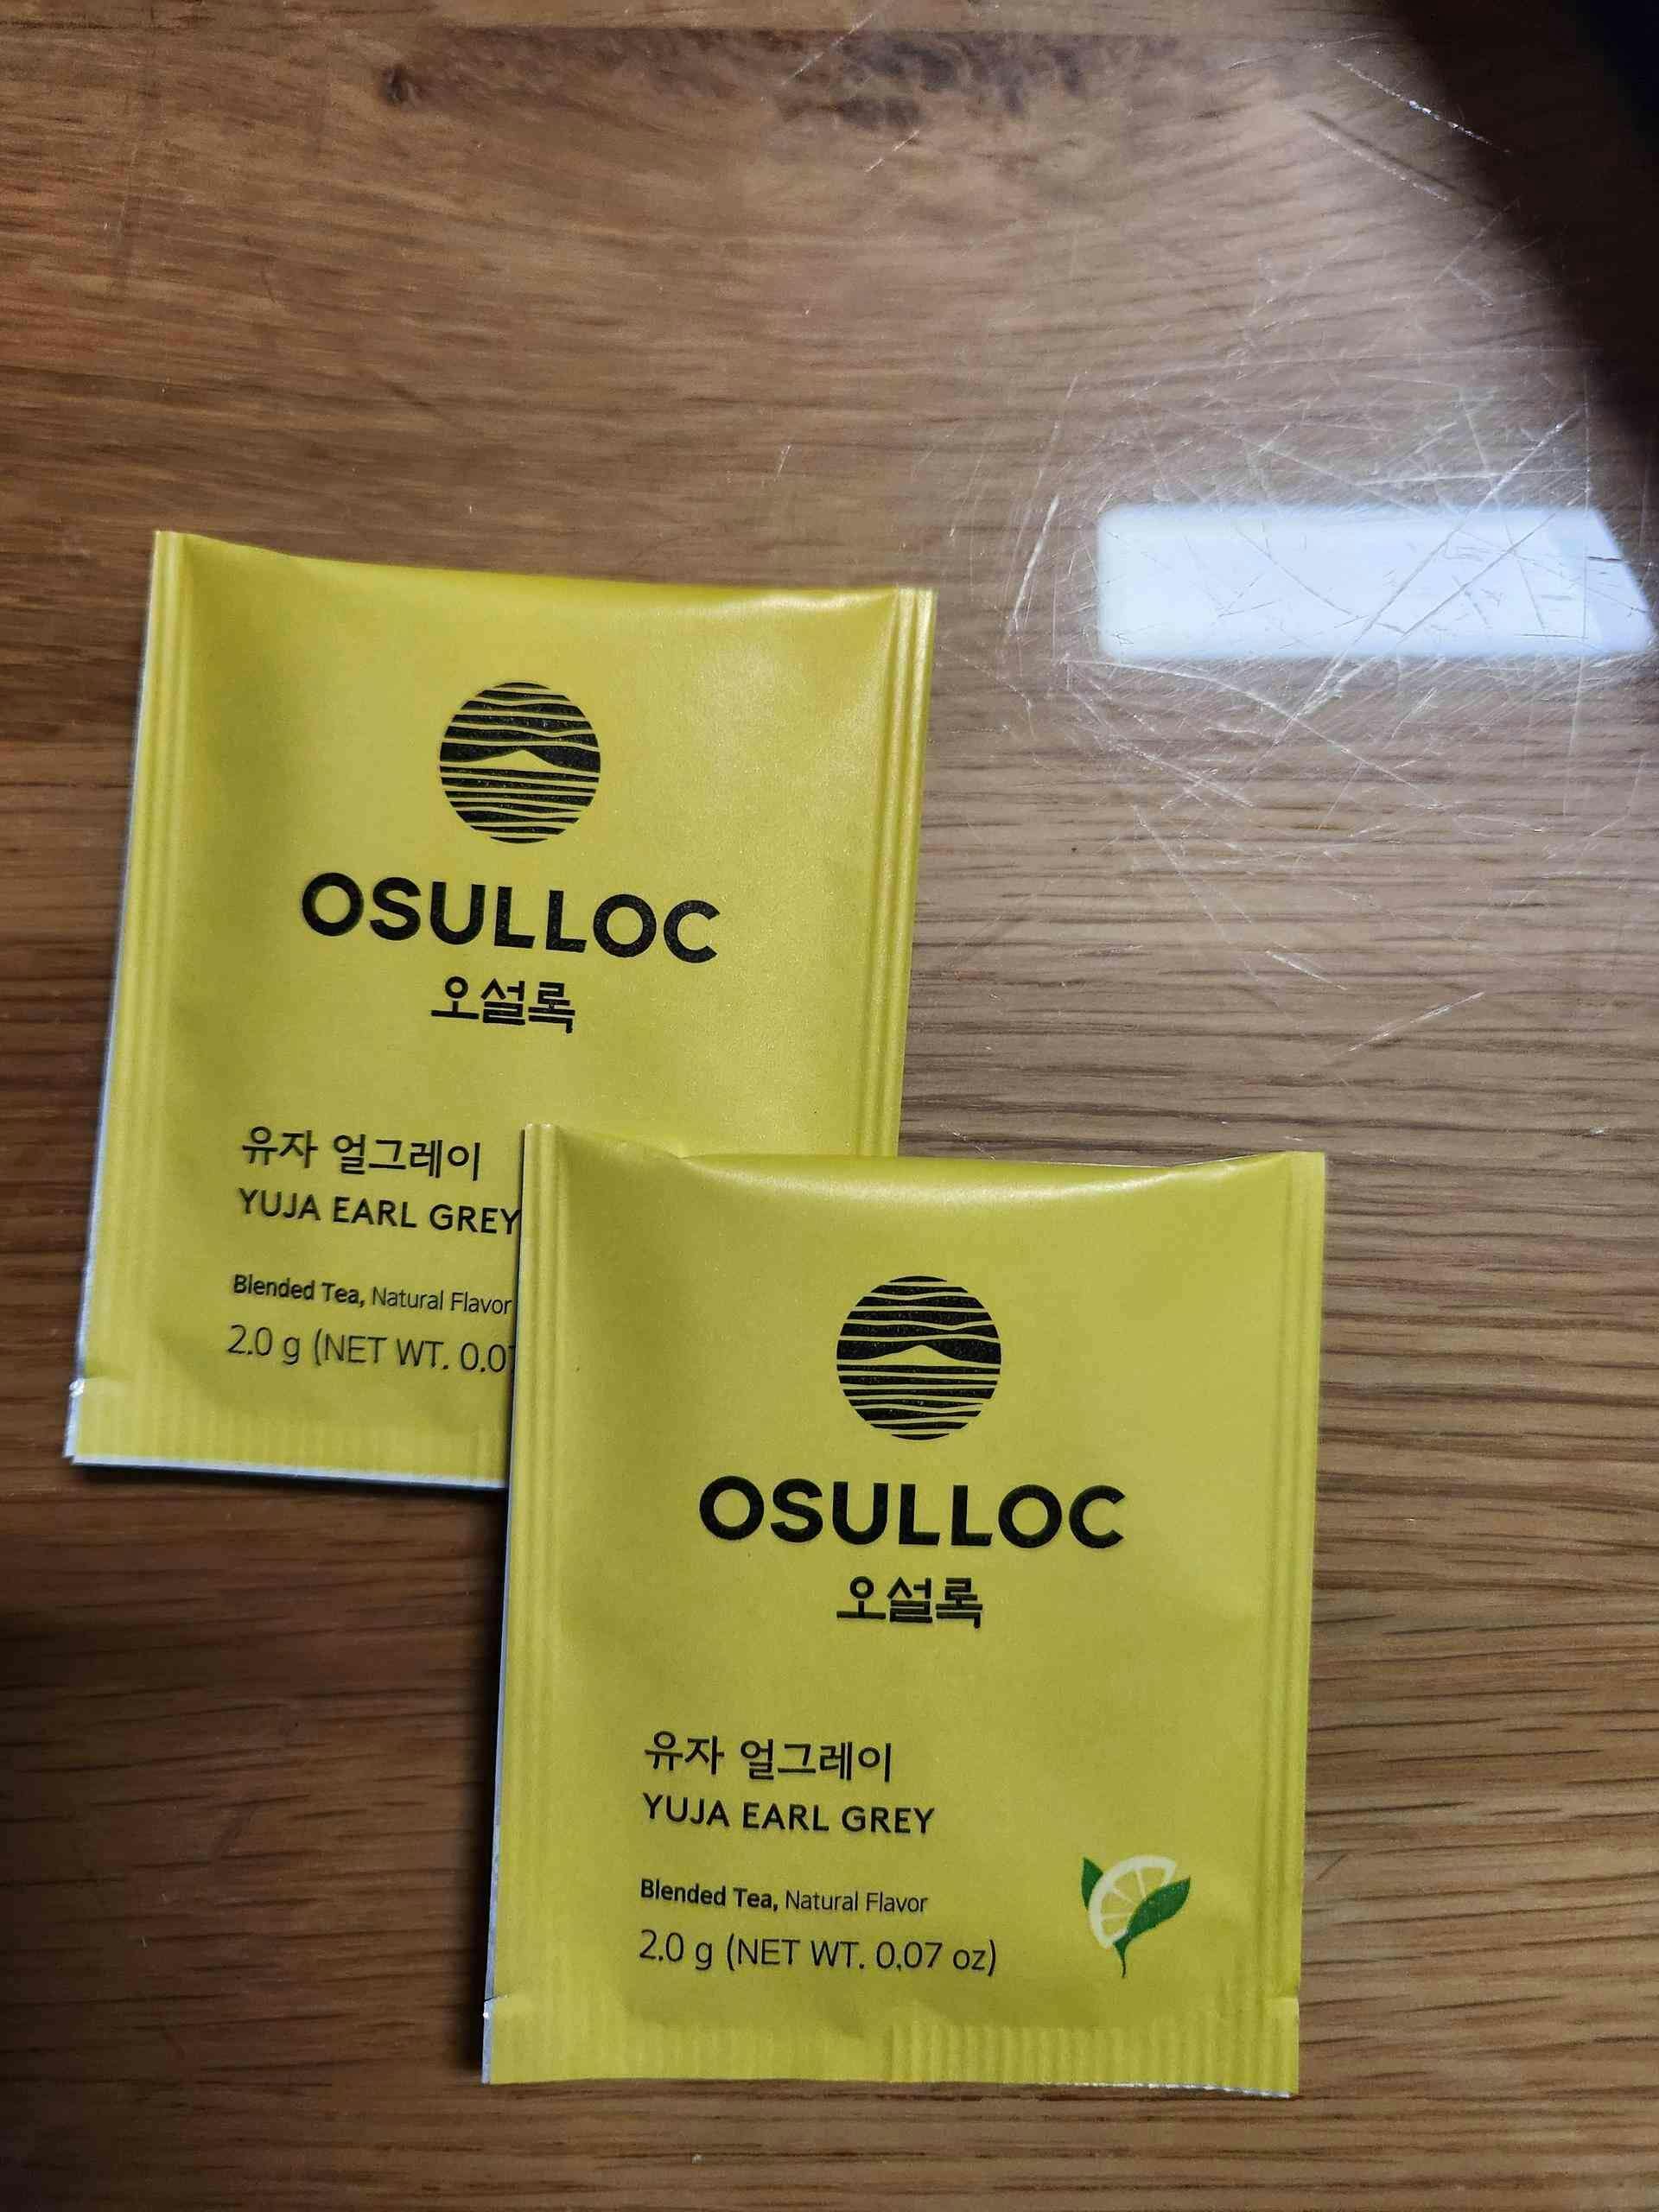 OSULLOC
오설록
유자 얼그레이
YUJA EARL GREY
Blended Tea, Natural Flavor
2.0 g (NET WT. 0.0
OSULLOC
오설록
유자 얼그레이
YUJA EARL GREY
Blended Tea, Natural Flavor
2.0 g (NET WT. 0.07 oz)